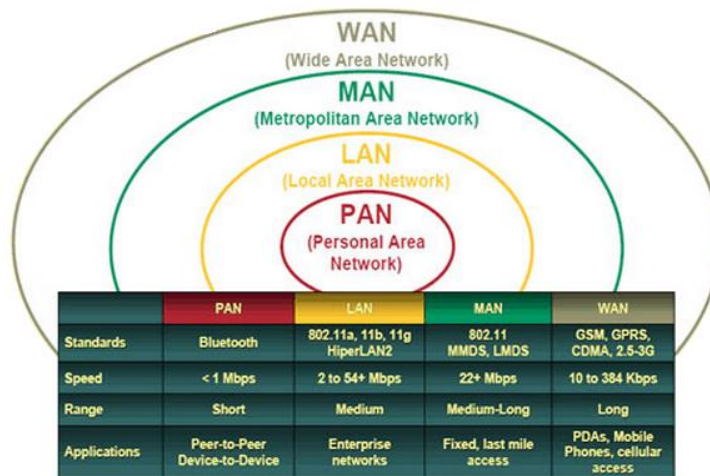 WAN
(Wide Area Network)
MAN
(Metropolitan Area Network)
LAN
(Local Area Network)
PAN
(Personal Area
Network)
PAN LAN MAN WAN
Standards Bluetooth 802.11a, 11b, 11g HiperLAN2 802.11 MMDS, LMDS GSM, GPRS, CDMA, 2.5-3G
Speed < 1 Mbps 2 to 54+ Mbps 22+ Mbps 10 to 384 Kbps
Range Short Medium Medium-Long Long
Applications Peer-to-Peer Device-to-Device Enterprise networks Fixed, last mile access PDAs, Mobile Phones, cellular access